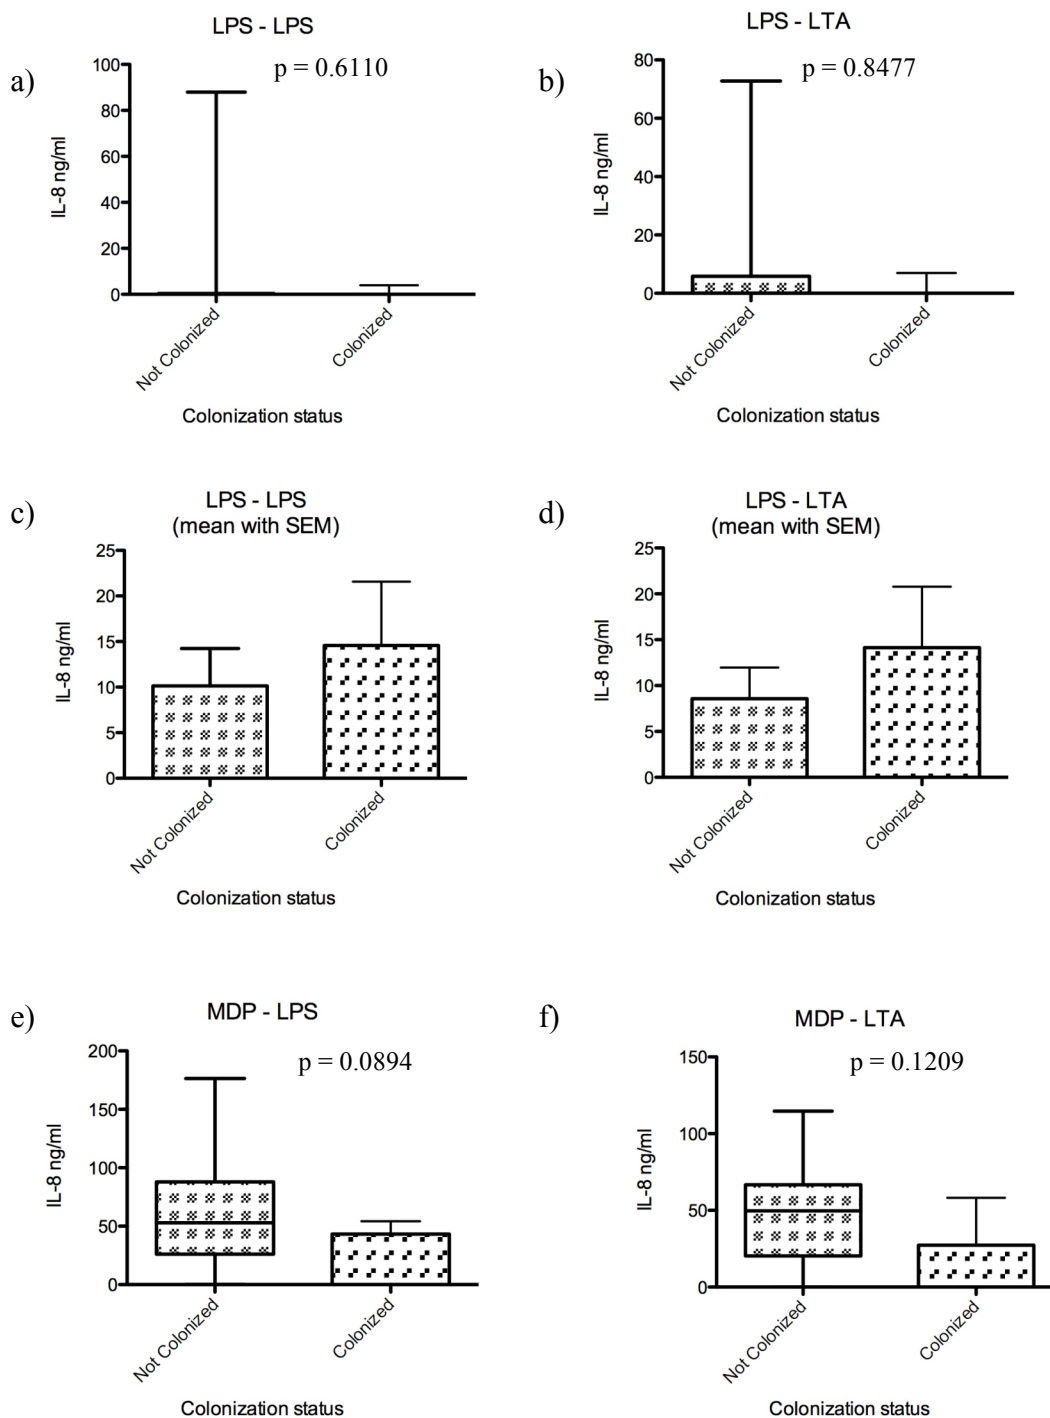 a)
LPS - LPS
p = 0.6110
IL-8 ng/ml
100
80
60
40
20
0
Not Colonized
Colonized
Colonization status
b)
LPS - LTA
p = 0.8477
IL-8 ng/ml
80
60
40
20
0
Not Colonized
Colonized
Colonization status
c)
LPS - LPS
(mean with SEM)
IL-8 ng/ml
25
20
15
10
5
0
Not Colonized
Colonized
Colonization status
d)
LPS - LTA
(mean with SEM)
IL-8 ng/ml
25
20
15
10
5
0
Not Colonized
Colonized
Colonization status
e)
MDP - LPS
p = 0.0894
IL-8 ng/ml
200
150
100
50
0
Not Colonized
Colonized
Colonization status
f)
MDP - LTA
p = 0.1209
IL-8 ng/ml
150
100
50
0
Not Colonized
Colonized
Colonization status